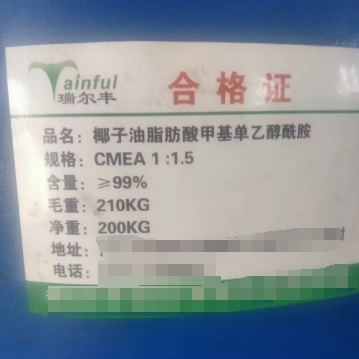 Tainful
瑞尔丰
合格证
品名: 椰子油脂肪酸甲基单乙醇酰胺
规格: CMEA 1:1.5
含量: ≥99%
毛重: 210KG
净重: 200KG
地址:
电话: